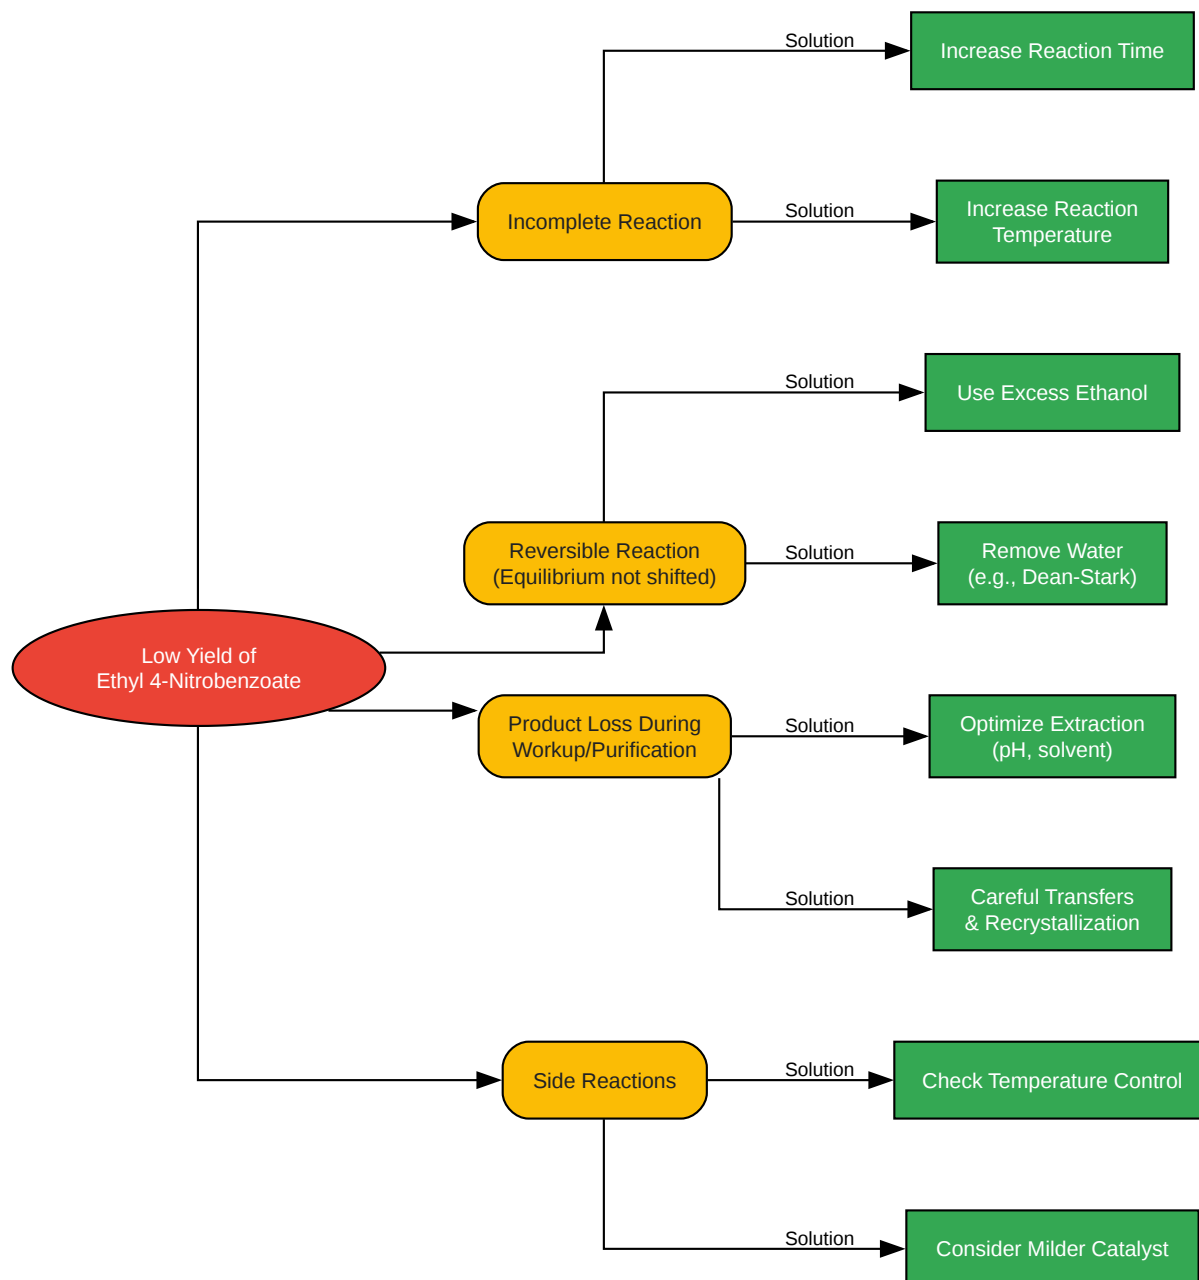 Solution
Increase Reaction Time
Incomplete Reaction
Solution
Increase Reaction
Temperature
Solution
Use Excess Ethanol
Reversible Reaction
(Equilibrium not shifted)
Solution
Remove Water
(e.g., Dean-Stark)
Low Yield of
Ethyl 4-Nitrobenzoate
Product Loss During
Workup/Purification
Solution
Optimize Extraction
(pH, solvent)
Solution
Careful Transfers
& Recrystallization
Side Reactions
Solution
Check Temperature Control
Solution
Consider Milder Catalyst